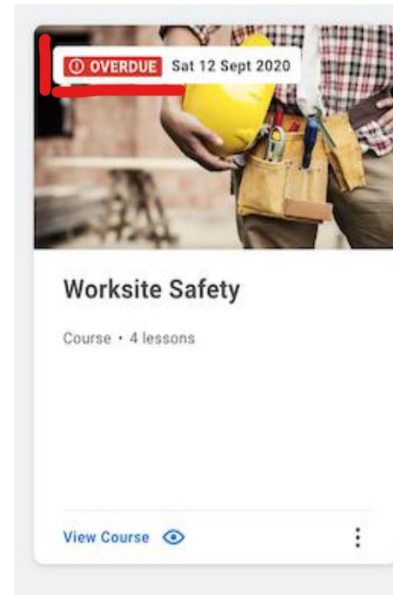 OVERDUE Sat 12 Sept 2020
Worksite Safety
Course • 4 lessons
View Course